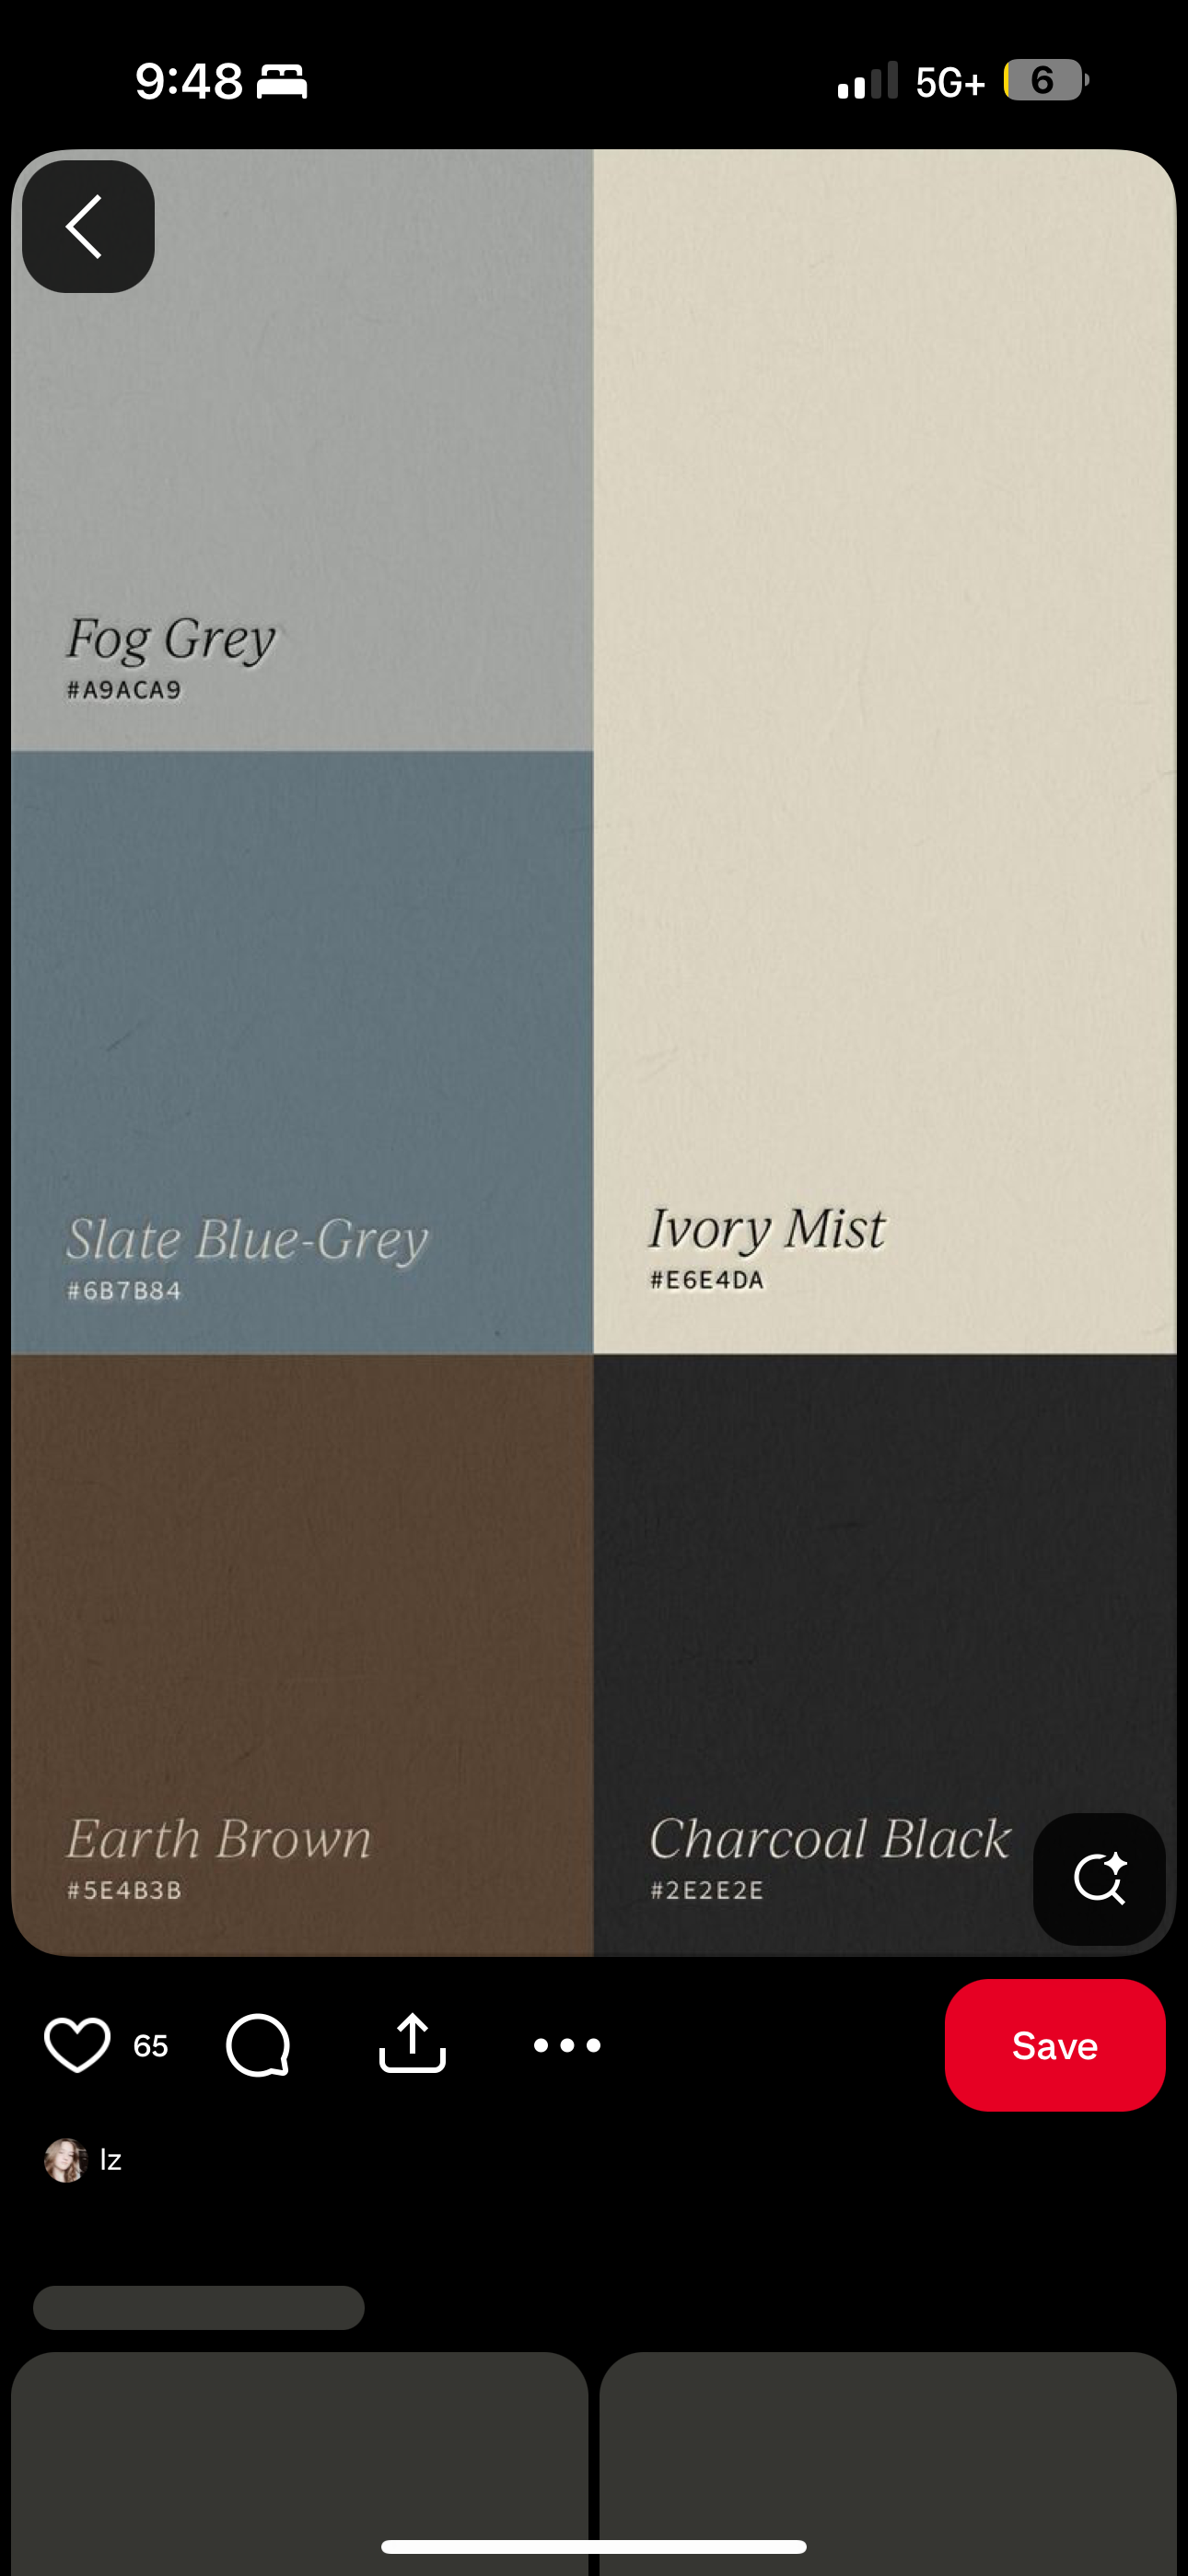 9:48
5G+
6
Fog Grey
#A9ACA9
Slate Blue-Grey
#6B7B84
Ivory Mist
#E6E4DA
Earth Brown
#5E4B3B
Charcoal Black
#2E2E2E
65
Save
lz